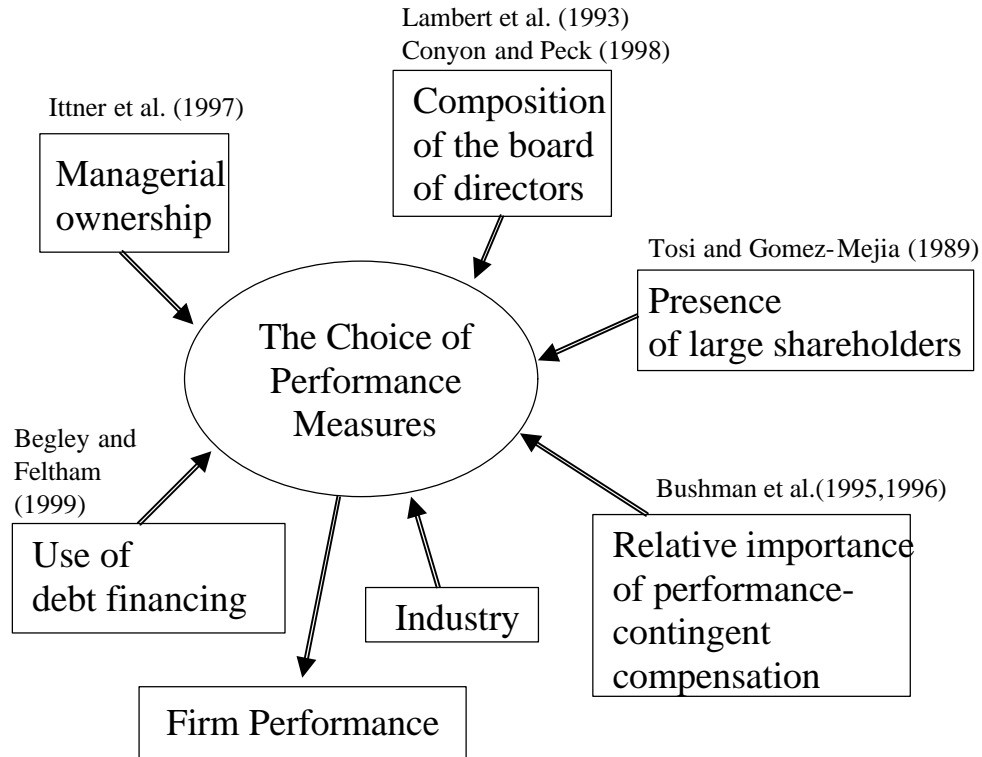 Lambert et al. (1993)
Conyon and Peck (1998)
Composition
of the board
of directors
Ittner et al. (1997)
Managerial
ownership
Tosi and Gomez-Mejia (1989)
Presence
of large shareholders
The Choice of
Performance
Measures
Begley and
Feltham
(1999)
Use of
debt financing
Bushman et al.(1995,1996)
Relative importance
of performance-
contingent
compensation
Industry
Firm Performance